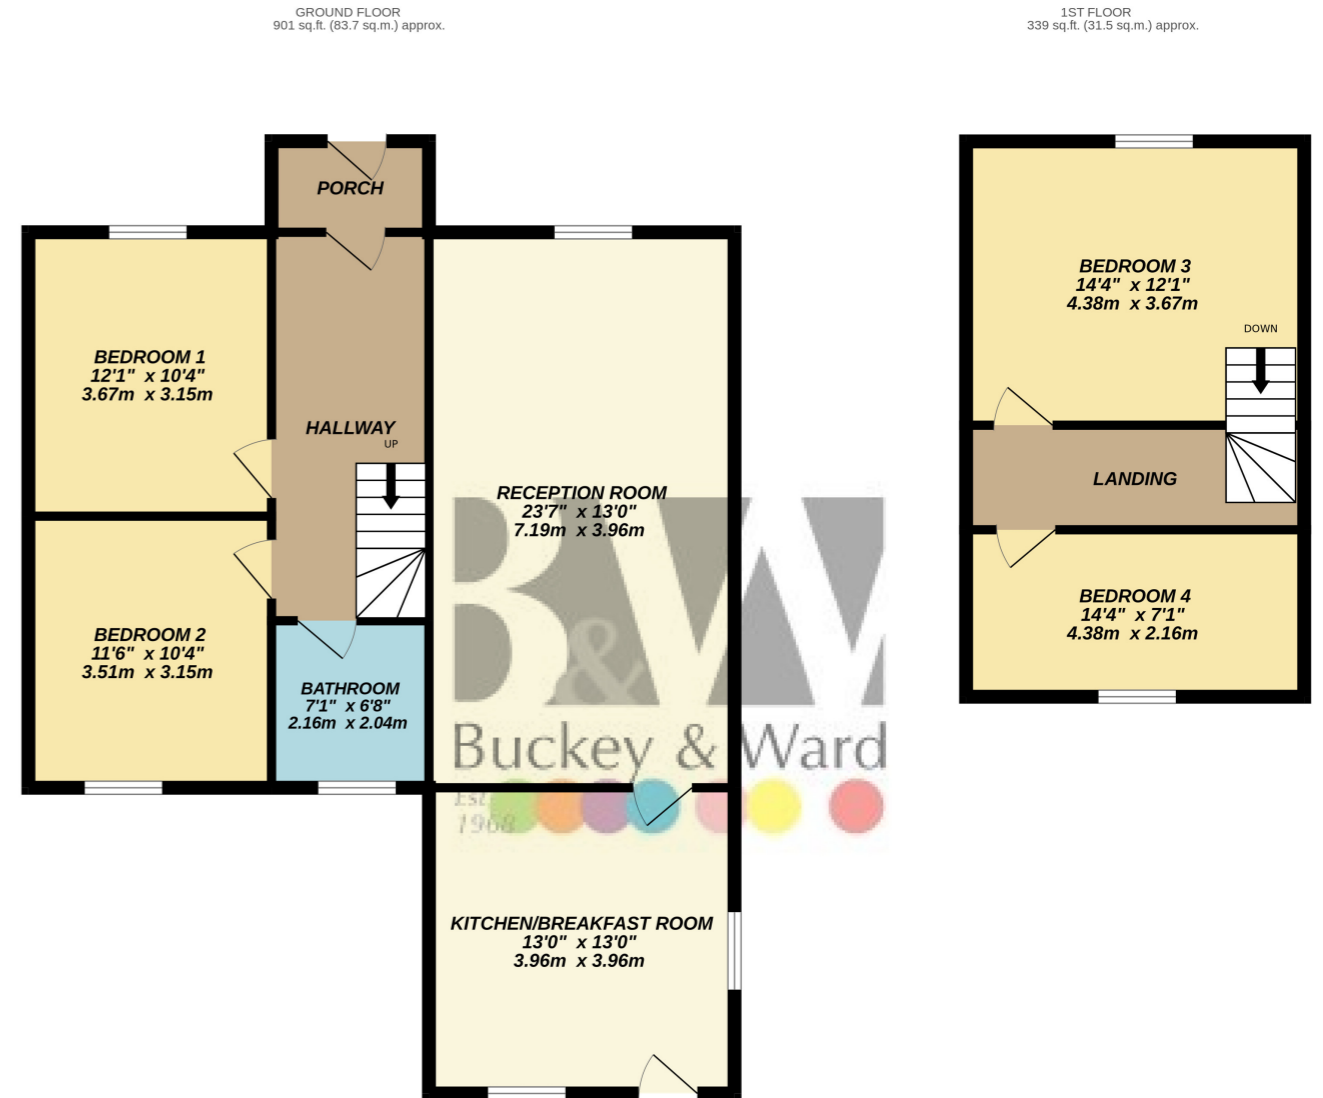 GROUND FLOOR
901 sq.ft. (83.7 sq.m.) approx.
1ST FLOOR
339 sq.ft. (31.5 sq.m.) approx.
PORCH
BEDROOM 1
12'1" x 10'4"
3.67m x 3.15m
HALLWAY
UP
RECEPTION ROOM
23'7" x 13'0"
7.19m x 3.96m
BEDROOM 2
11'6" x 10'4"
3.51m x 3.15m
BATHROOM
7'1" x 6'8"
2.16m x 2.04m
B&W
Buckey & Ward
Est.
1968
KITCHEN/BREAKFAST ROOM
13'0" x 13'0"
3.96m x 3.96m
BEDROOM 3
14'4" x 12'1"
4.38m x 3.67m
DOWN
LANDING
BEDROOM 4
14'4" x 7'1"
4.38m x 2.16m